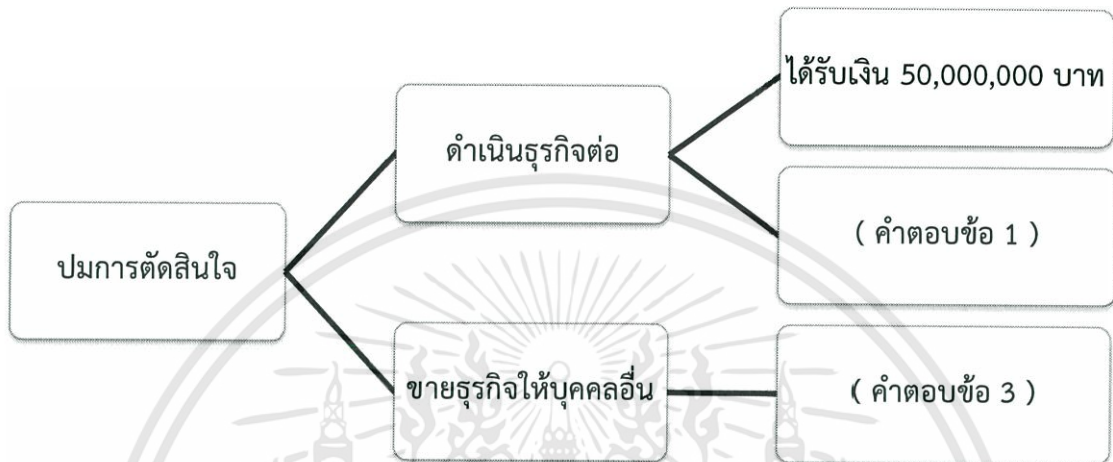 ได้รับเงิน 50,000,000 บาท
ดำเนินธุรกิจต่อ
( คำตอบข้อ 1 )
ปมการตัดสินใจ
ขายธุรกิจให้บุคคลอื่น
( คำตอบข้อ 3 )